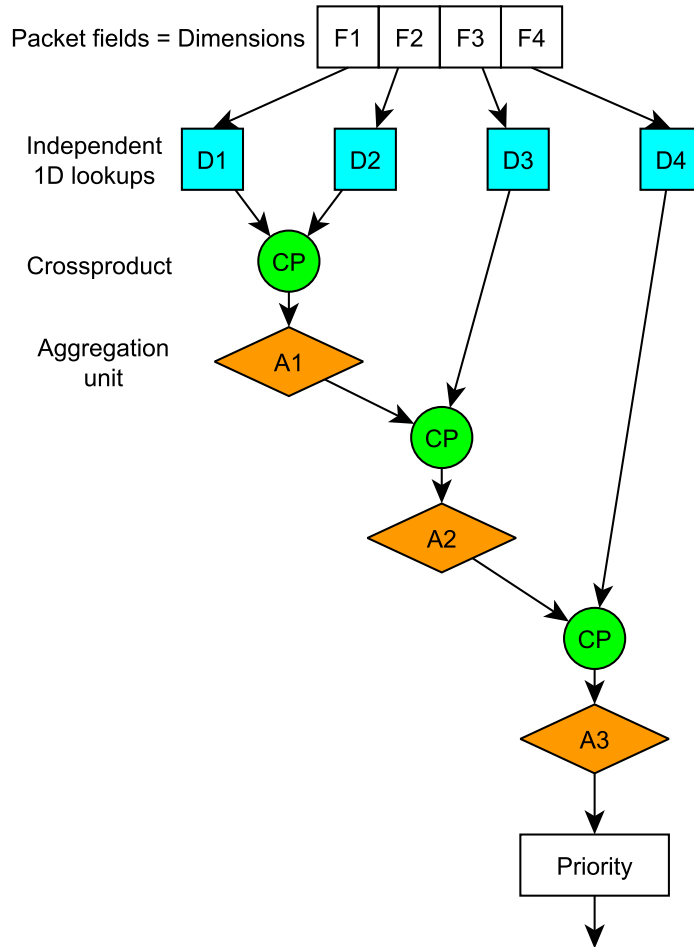 Packet fields = Dimensions F1 F2 F3 F4
Independent
1D lookups
D1 D2 D3 D4
Crossproduct
CP
Aggregation
unit
A1
CP
A2
CP
A3
Priority